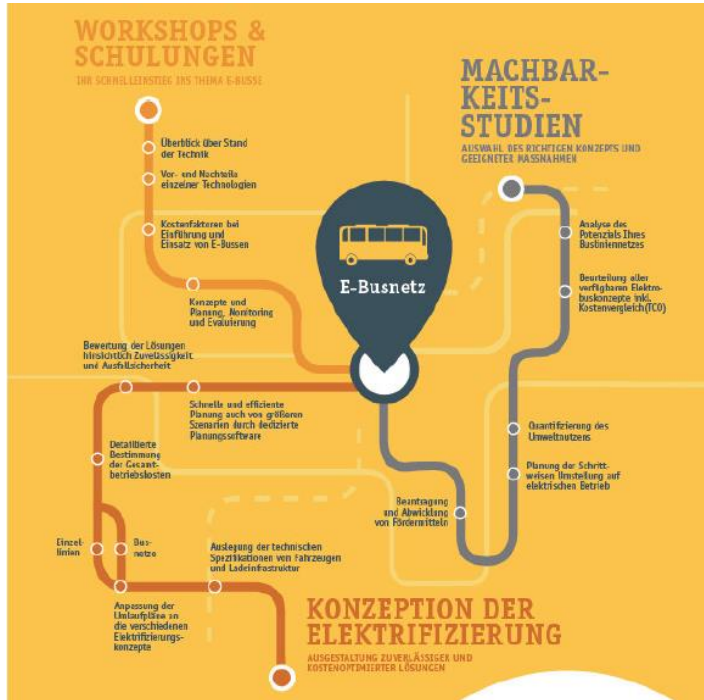 WORKSHOPS &
SCHULUNGEN
IHR SCHNELLEINSTIEG INS THEMA E-BUSSE
Überblick über Stand
der Technik
Vor- und Nachteile
einzelner Technologien
Kostenfaktoren bei
Einführung und
Einsatz von E-Bussen
Konzepte und
Planung, Monitoring
und Evaluierung
MACHBAR-
KEITS-
STUDIEN
AUSWAHL DES RICHTIGEN KONZEPTS UND
GEEIGNETER MASSNAHMEN
Analyse des
Potenzials Ihres
Busliniennetzes
Beurteilung aller
verfügbaren Elektro-
buskonzepte inkl.
Kostenvergleich(TCO)
Quantifizierung des
Umweltnutzens
Planung der Schritt-
weisen Umstellung auf
elektrischen Betrieb
Beantragung
und Abwicklung
von Fördermitteln
E-Busnetz
Bewertung der Lösungen
hinsichtlich Zuverlässigkeit
und Ausfallsicherheit
Schnelle und effiziente
Planung auch von größeren
Szenarien durch dedizierte
Planungssoftware
Detaillierte
Bestimmung
der Gesamt-
betriebskosten
Einzel-
linien
Bus-
netze
Auslegung der technischen
Spezifikationen von Fahrzeugen
und Ladeinfrastruktur
Anpassung der
Umlaufpläne an
die verschiedenen
Elektrifizierungs-
konzepte
KONZEPTION DER
ELEKTRIFIZIERUNG
AUSGESTALTUNG ZUVERLÄSSIGER UND
KOSTENOPTIMIERTER LÖSUNGEN